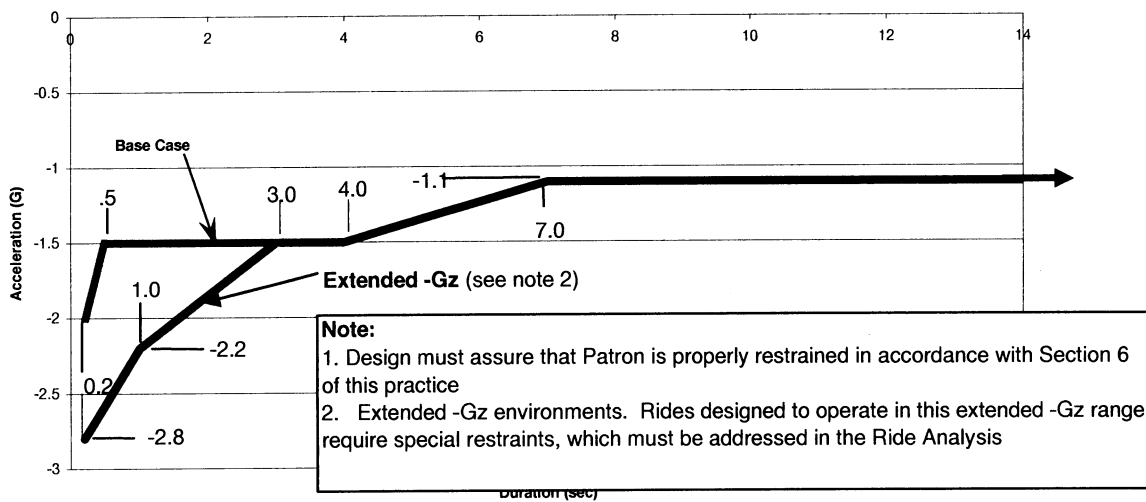 0
0 2 4 6 8 10 12 14
-0.5
Base Case
-1
.5 3.0 4.0 -1.1
7.0
-1.5
Acceleration (G)
Extended -Gz (see note 2)
1.0
-2
-2.2
0.2
-2.5
-2.8
-3
Note:
1. Design must assure that Patron is properly restrained in accordance with Section 6
of this practice
2. Extended -Gz environments. Rides designed to operate in this extended -Gz range
require special restraints, which must be addressed in the Ride Analysis
Duration (sec)